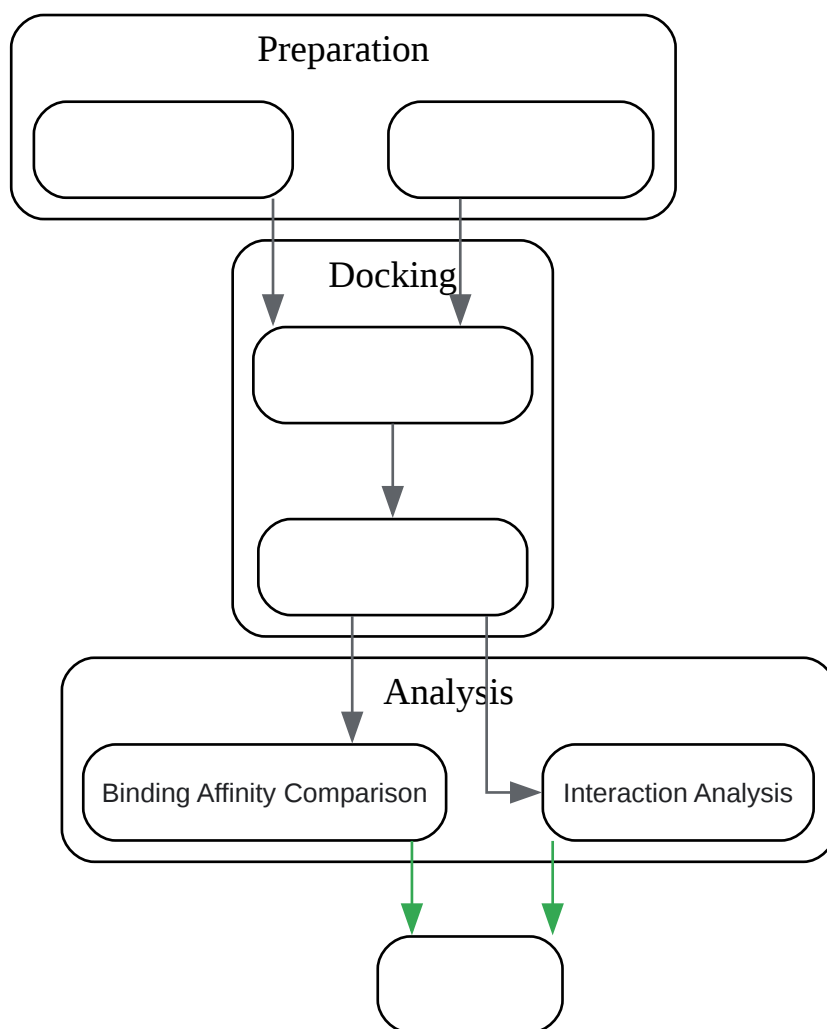 Preparation
Docking
Analysis
Binding Affinity Comparison
Interaction Analysis